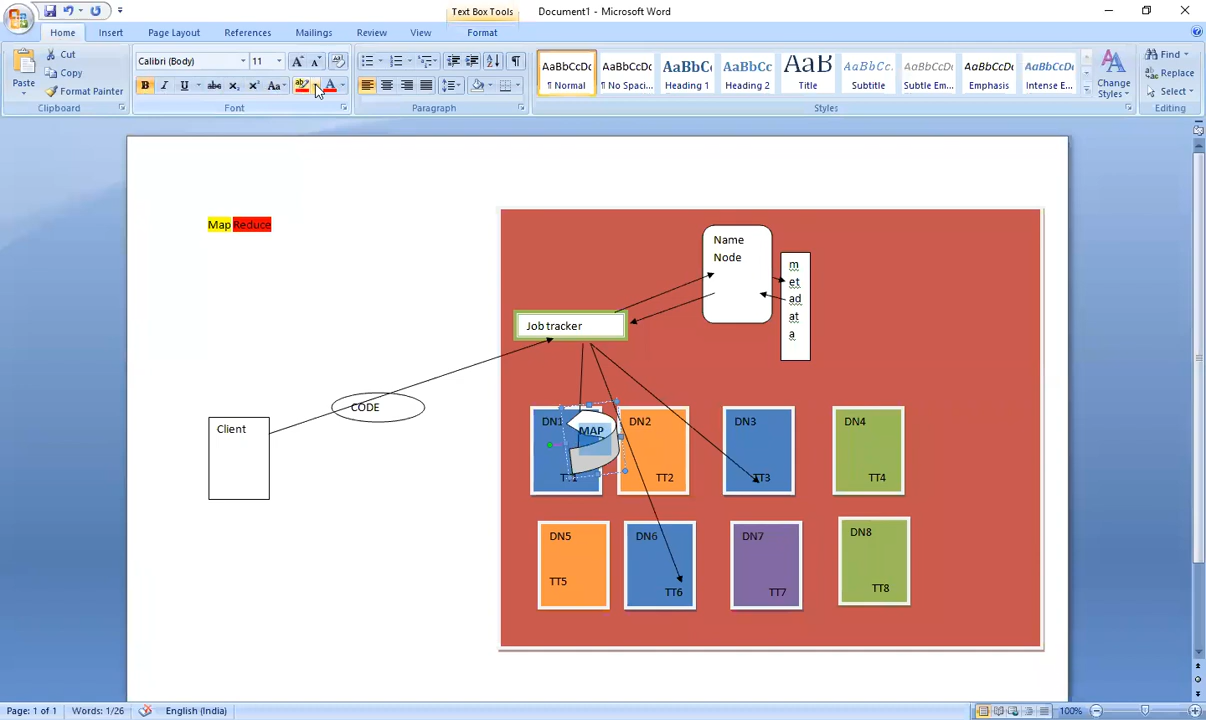 Text Box Tools
Document1 - Microsoft Word
Home
Insert
Page Layout
References
Mailings
Review
View
Format
Paste
Cut
Copy
Format Painter
Clipboard
Calibri (Body)
11
Font
Paragraph
AaBbCcDc
¶ Normal
AaBbCcDc
¶ No Spaci...
AaBbCc
Heading 1
AaBbCc
Heading 2
AaB
Title
AaBbCcL
Subtitle
AaBbCcDc
Subtle Em...
AaBbCcDc
Emphasis
AaBbCcDc
Intense E...
Change
Styles
Styles
Find
Replace
Select
Editing
Map Reduce
Name
Node
m
et
ad
at
a
Job tracker
CODE
Client
DN1
MAP
DN2
TT2
DN3
TT3
DN4
TT4
DN5
TT5
DN6
TT6
DN7
TT7
DN8
TT8
Page: 1 of 1
Words: 1/26
English (India)
100%